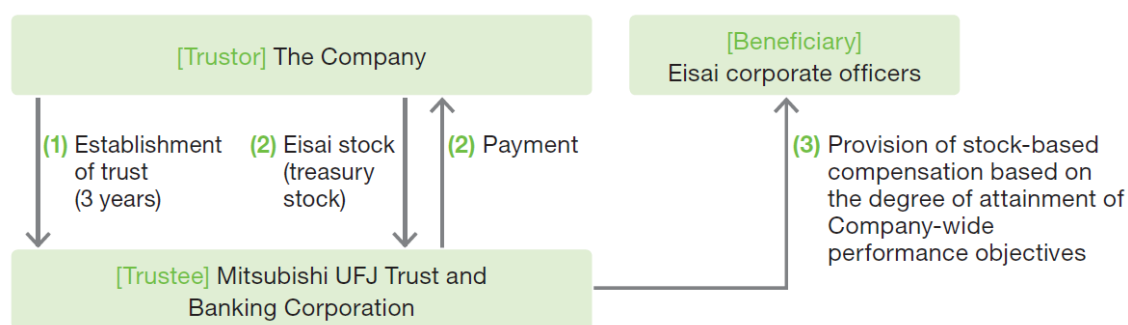 [Trustor] The Company
[Beneficiary]
Eisai corporate officers
(1) Establishment
of trust
(3 years)
(2) Eisai stock
(treasury
stock)
(2) Payment
(3) Provision of stock-based
compensation based on
the degree of attainment of
Company-wide
performance objectives
[Trustee] Mitsubishi UFJ Trust and
Banking Corporation